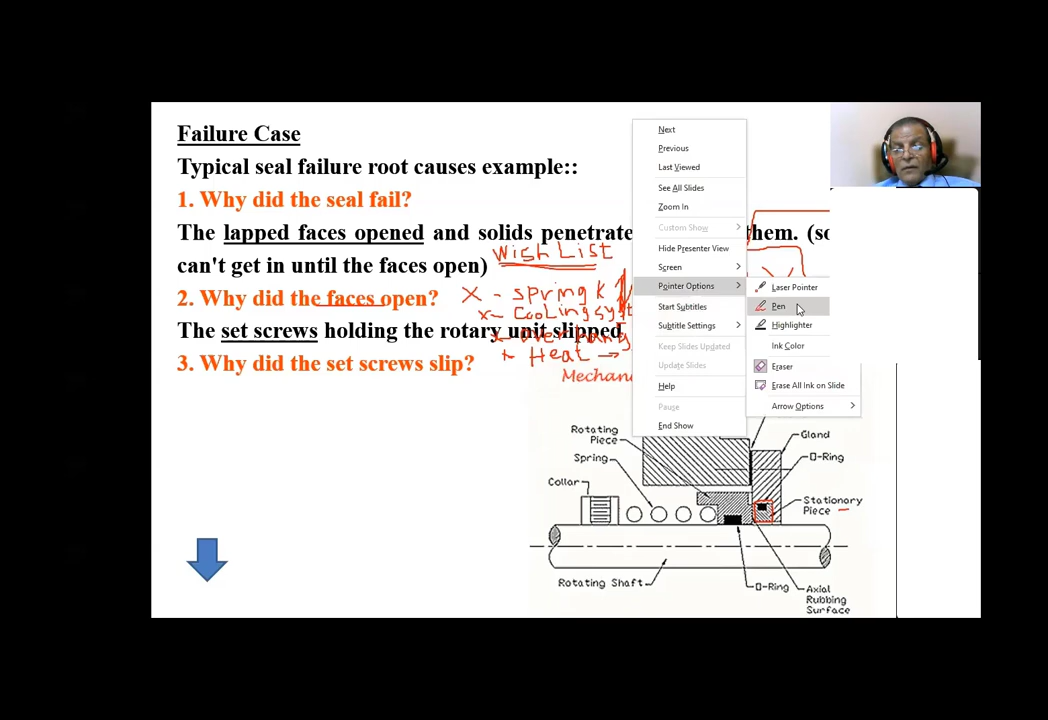 Failure Case
Typical seal failure root causes example::
1. Why did the seal fail?
The lapped faces opened and solids penetrate them. (so
can't get in until the faces open)
Wish List
2. Why did the faces open?
X - spring k
x- Cooling syst
The set screws holding the rotary unit slipped
x- over hang
x- Heat →
3. Why did the set screws slip?
Mechan
Next
Previous
Last Viewed
See All Slides
Zoom In
Custom Show
Hide Presenter View
Screen
Pointer Options
Start Subtitles
Subtitle Settings
Keep Slides Updated
Update Slides
Help
Pause
End Show
Laser Pointer
Pen
Highlighter
Ink Color
Eraser
Erase All Ink on Slide
Arrow Options
Rotating
Piece
Gland
Spring
O-Ring
Collar
Stationary
Piece
Rotating Shaft
O-Ring
Axial
Rubbing
Surface